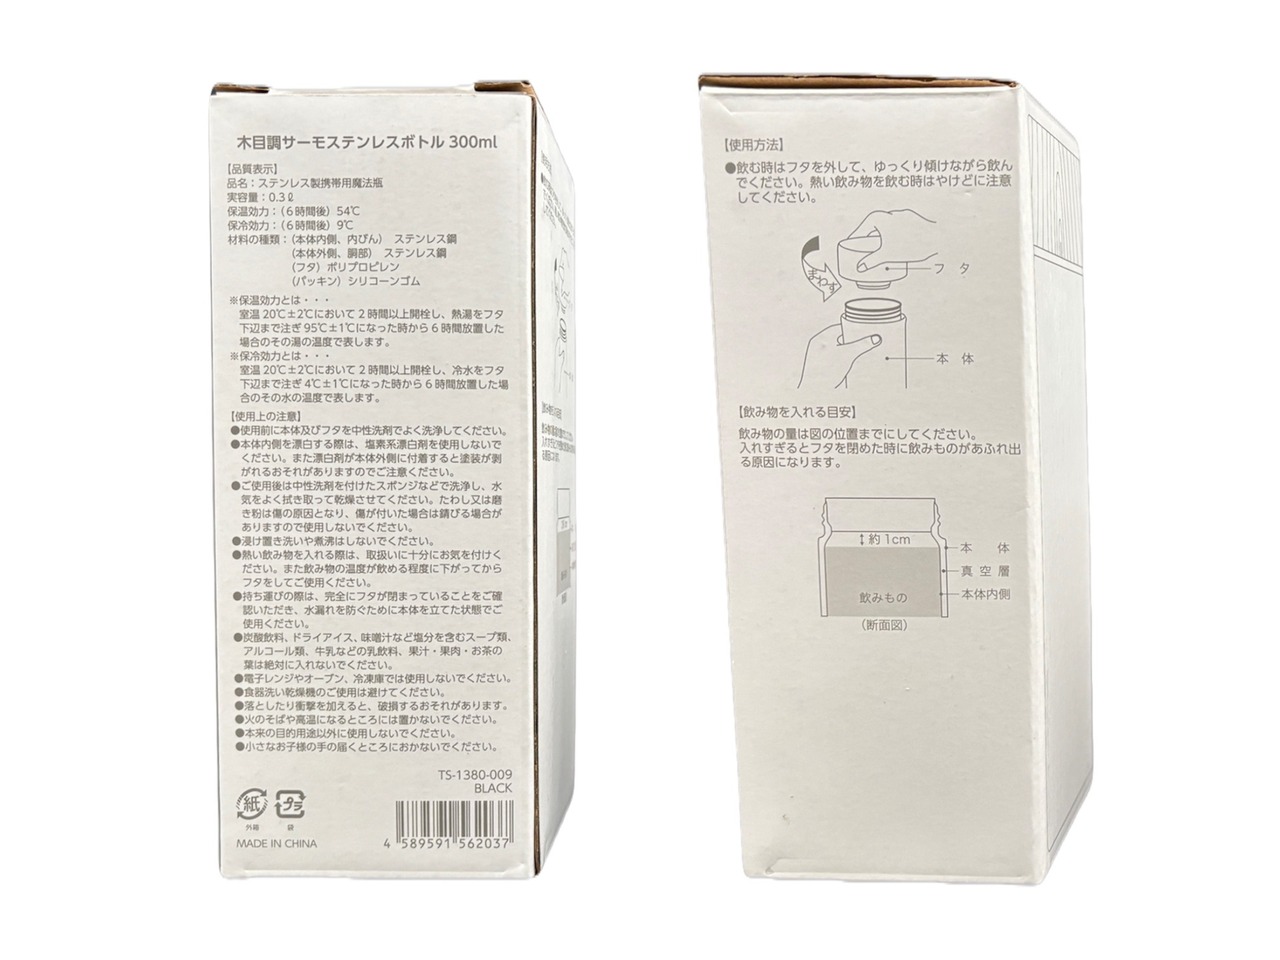 木目調サーモステンレスボトル 300ml
【品質表示】
品名：ステンレス製携帯用魔法瓶
実容量：0.3ℓ
保温効力：（6時間後）54℃
保冷効力：（6時間後）9℃
材料の種類：（本体内側、内びん） ステンレス鋼
（本体外側、胴部） ステンレス鋼
（フタ）ポリプロピレン
（パッキン）シリコーンゴム
※保温効力とは・・・
室温20℃±2℃において2時間以上開栓し、熱湯をフタ
下辺まで注ぎ95℃±1℃になった時から6時間放置した
場合のその湯の温度で表します。
※保冷効力とは・・・
室温20℃±2℃において2時間以上開栓し、冷水をフタ
下辺まで注ぎ4℃±1℃になった時から6時間放置した場
合のその水の温度で表します。
【使用上の注意】
●使用前に本体及びフタを中性洗剤でよく洗浄してください。
●本体内側を漂白する際は、塩素系漂白剤を使用しないで
ください。また漂白剤が本体外側に付着すると塗装が剥
がれるおそれがありますのでご注意ください。
●ご使用後は中性洗剤を付けたスポンジなどで洗浄し、水
気をよく拭き取って乾燥させてください。たわし又は磨
き粉は傷の原因となり、傷が付いた場合は錆びる場合が
ありますので使用しないでください。
●浸け置き洗いや煮沸はしないでください。
●熱い飲み物を入れる際は、取扱いに十分にお気を付けく
ださい。また飲み物の温度が飲める程度に下がってから
フタをしてご使用ください。
●持ち運びの際は、完全にフタが閉まっていることをご確
認いただき、水漏れを防ぐために本体を立てた状態でご
使用ください。
●炭酸飲料、ドライアイス、味噌汁など塩分を含むスープ類、
アルコール類、牛乳などの乳飲料、果汁・果肉・お茶の
葉は絶対に入れないでください。
●電子レンジやオーブン、冷凍庫では使用しないでください。
●食器洗い乾燥機のご使用は避けてください。
●落としたり衝撃を加えると、破損するおそれがあります。
●火のそばや高温になるところには置かないでください。
●本来の目的用途以外に使用しないでください。
●小さなお子様の手の届くところにおかないでください。
TS-1380-009
BLACK
紙
プラ
外箱
袋
MADE IN CHINA
4 589591 562037
【使用方法】
●飲む時はフタを外して、ゆっくり傾けながら飲ん
でください。熱い飲み物を飲む時はやけどに注意
してください。
まわす
フタ
本体
【飲み物を入れる目安】
飲み物の量は図の位置までにしてください。
入れすぎるとフタを閉めた時に飲みものがあふれ出
る原因になります。
約1cm
本体
真空層
本体内側
飲みもの
（断面図）